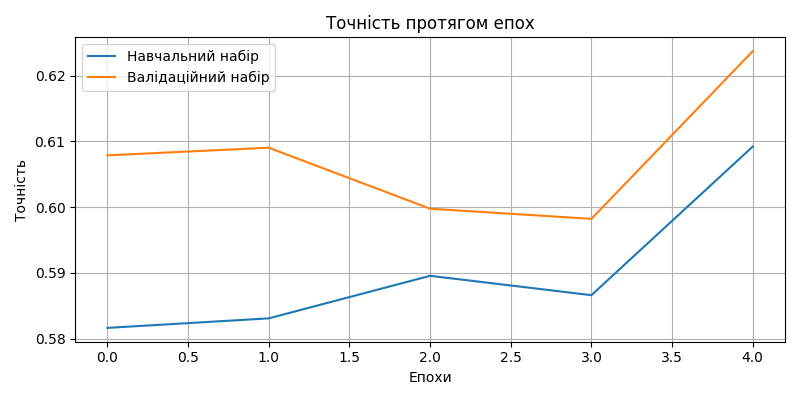 Точність протягом епох
Навчальний набір
Валідаційний набір
Точність
0.62
0.61
0.60
0.59
0.58
0.0 0.5 1.0 1.5 2.0 2.5 3.0 3.5 4.0
Епохи